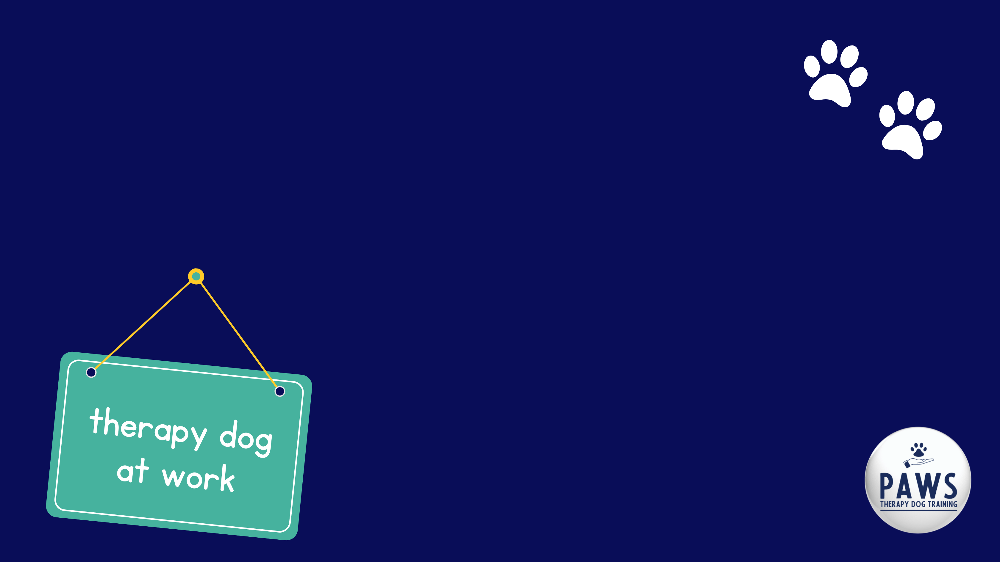 therapy dog
at work
PAWS
THERAPY DOG TRAINING